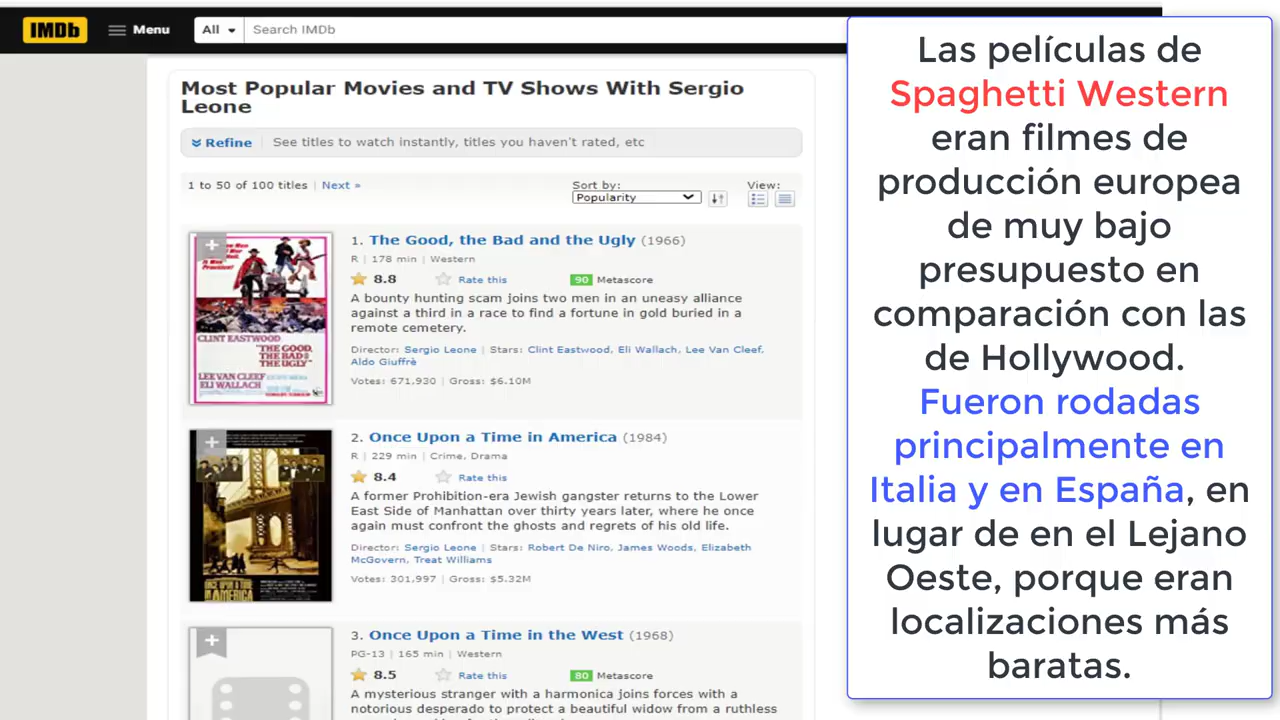 IMDb
Menu
All
Search IMDb
Most Popular Movies and TV Shows With Sergio
Leone
Refine
See titles to watch instantly, titles you haven't rated, etc
1 to 50 of 100 titles | Next »
Sort by:
Popularity
View:
1. The Good, the Bad and the Ugly (1966)
R | 178 min | Western
8.8 Rate this 90 Metascore
A bounty hunting scam joins two men in an uneasy alliance
against a third in a race to find a fortune in gold buried in a
remote cemetery.
Director: Sergio Leone | Stars: Clint Eastwood, Eli Wallach, Lee Van Cleef,
Aldo Giuffrè
Votes: 671,930 | Gross: $6.10M
CLINT EASTWOOD
"THE GOOD,
THE BAD &
THE UGLY"
LEE VAN CLEEF
ELI WALLACH
2. Once Upon a Time in America (1984)
R | 229 min | Crime, Drama
8.4 Rate this
A former Prohibition-era Jewish gangster returns to the Lower
East Side of Manhattan over thirty years later, where he once
again must confront the ghosts and regrets of his old life.
Director: Sergio Leone | Stars: Robert De Niro, James Woods, Elizabeth
McGovern, Treat Williams
Votes: 301,997 | Gross: $5.32M
ONCE UPON A TIME
IN AMERICA
3. Once Upon a Time in the West (1968)
PG-13 | 165 min | Western
8.5 Rate this 80 Metascore
A mysterious stranger with a harmonica joins forces with a
notorious desperado to protect a beautiful widow from a ruthless
Las películas de
Spaghetti Western
eran filmes de
producción europea
de muy bajo
presupuesto en
comparación con las
de Hollywood.
Fueron rodadas
principalmente en
Italia y en España, en
lugar de en el Lejano
Oeste, porque eran
localizaciones más
baratas.